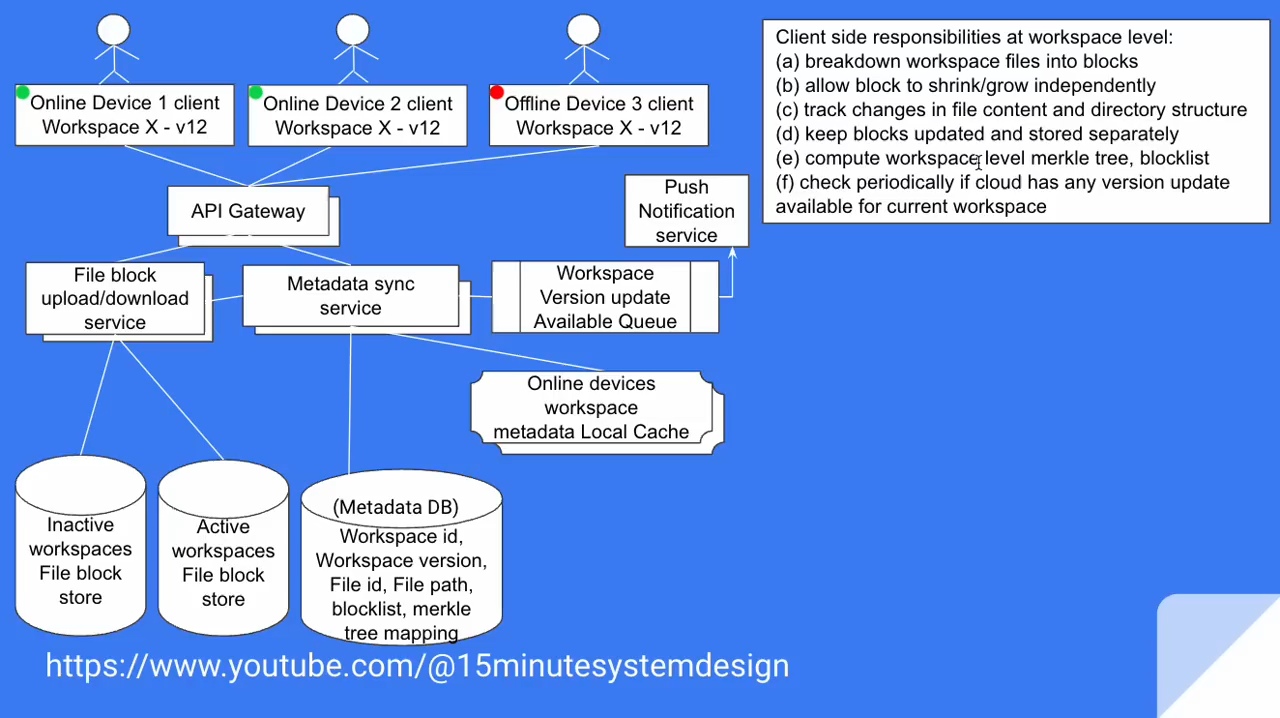 Online Device 1 client
Workspace X - v12
Online Device 2 client
Workspace X - v12
Offline Device 3 client
Workspace X - v12
Client side responsibilities at workspace level:
(a) breakdown workspace files into blocks
(b) allow block to shrink/grow independently
(c) track changes in file content and directory structure
(d) keep blocks updated and stored separately
(e) compute workspace level merkle tree, blocklist
(f) check periodically if cloud has any version update
available for current workspace
API Gateway
Push
Notification
service
File block
upload/download
service
Metadata sync
service
Workspace
Version update
Available Queue
Online devices
workspace
metadata Local Cache
Inactive
workspaces
File block
store
Active
workspaces
File block
store
(Metadata DB)
Workspace id,
Workspace version,
File id, File path,
blocklist, merkle
tree mapping
https://www.youtube.com/@15minutesystemdesign